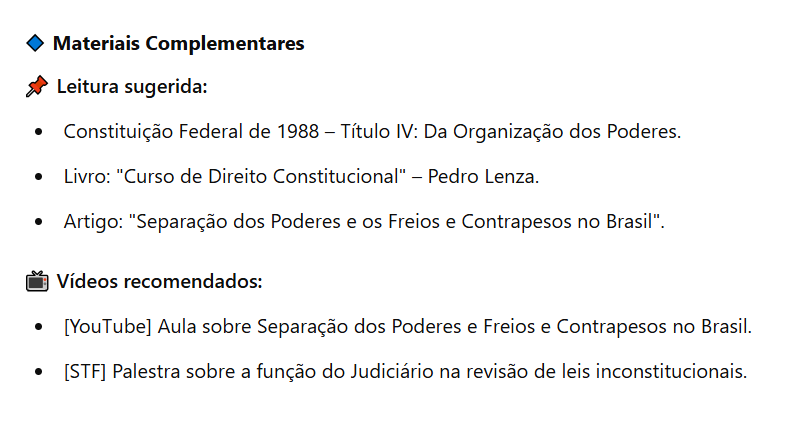 Materiais Complementares
Leitura sugerida:
• Constituição Federal de 1988 – Título IV: Da Organização dos Poderes.
• Livro: "Curso de Direito Constitucional" – Pedro Lenza.
• Artigo: "Separação dos Poderes e os Freios e Contrapesos no Brasil".
Vídeos recomendados:
• [YouTube] Aula sobre Separação dos Poderes e Freios e Contrapesos no Brasil.
• [STF] Palestra sobre a função do Judiciário na revisão de leis inconstitucionais.